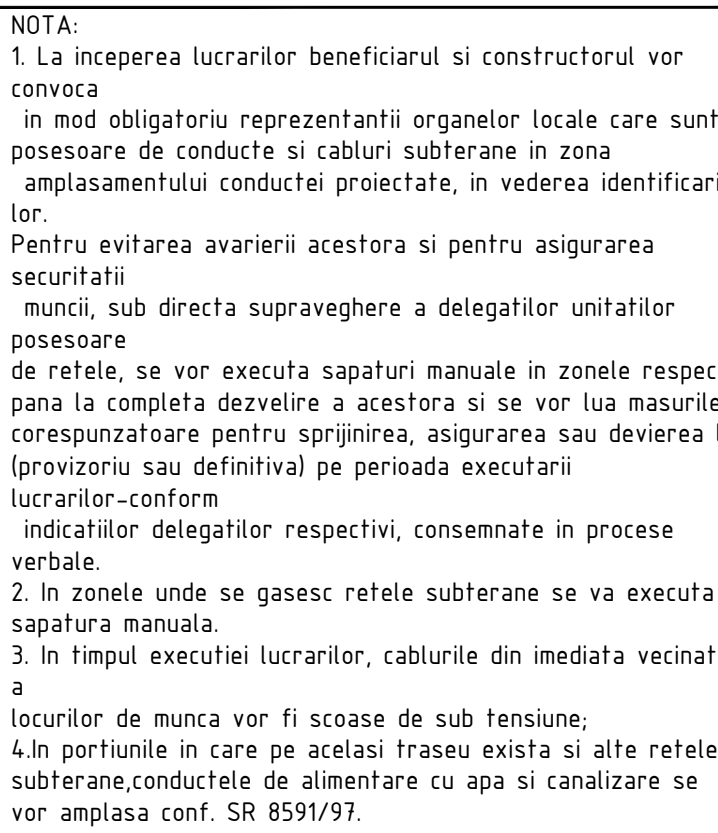 NOTA:
1. La inceperea lucrarilor beneficiarul si constructorul vor
convoca
in mod obligatoriu reprezentantii organelor locale care sunt
posesoare de conducte si cabluri subterane in zona
amplasamentului conductei proiectate, in vederea identificari
lor.
Pentru evitarea avarierii acestora si pentru asigurarea
securitatii
muncii, sub directa supraveghere a delegatilor unitatilor
posesoare
de retele, se vor executa sapaturi manuale in zonele respec
pana la completa dezvelire a acestora si se vor lua masurile
corespunzatoare pentru sprijinirea, asigurarea sau devierea
(provizoriu sau definitiva) pe perioada executarii
lucrarilor-conform
indicatiilor delegatilor respectivi, consemnate in procese
verbale.
2. In zonele unde se gasesc retele subterane se va executa
sapatura manuala.
3. In timpul executiei lucrarilor, cablurile din imediata vecinat
a
locurilor de munca vor fi scoase de sub tensiune;
4.In portiunile in care pe acelasi traseu exista si alte retele
subterane,conductele de alimentare cu apa si canalizare se
vor amplasa conf. SR 8591/97.